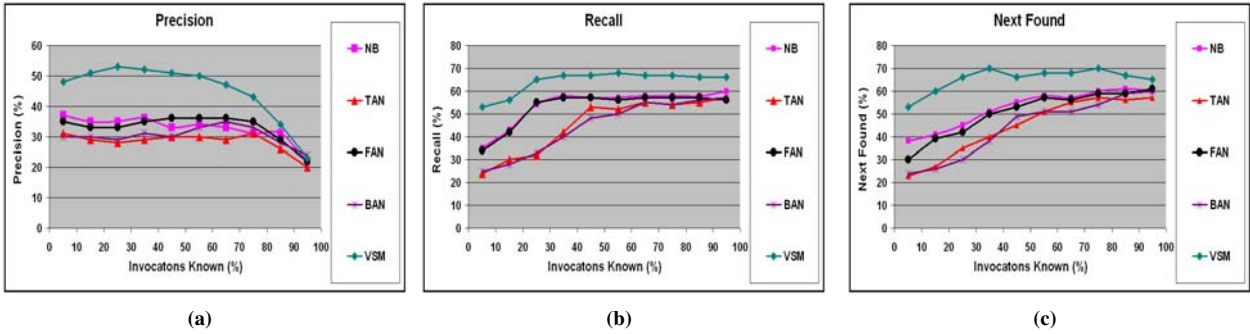 Precision
60
50
40
30
20
10
0
Precision (%)
0 10 20 30 40 50 60 70 80 90 100
Invocatons Known (%)
NB
TAN
FAN
BAN
VSM
(a)
Recall
80
70
60
50
40
30
20
10
0
Recall (%)
0 10 20 30 40 50 60 70 80 90 100
Invocatons Known (%)
NB
TAN
FAN
BAN
VSM
(b)
Next Found
80
70
60
50
40
30
20
10
0
Next Found (%)
0 10 20 30 40 50 60 70 80 90 100
Invocatons Known (%)
NB
TAN
FAN
BAN
VSM
(c)